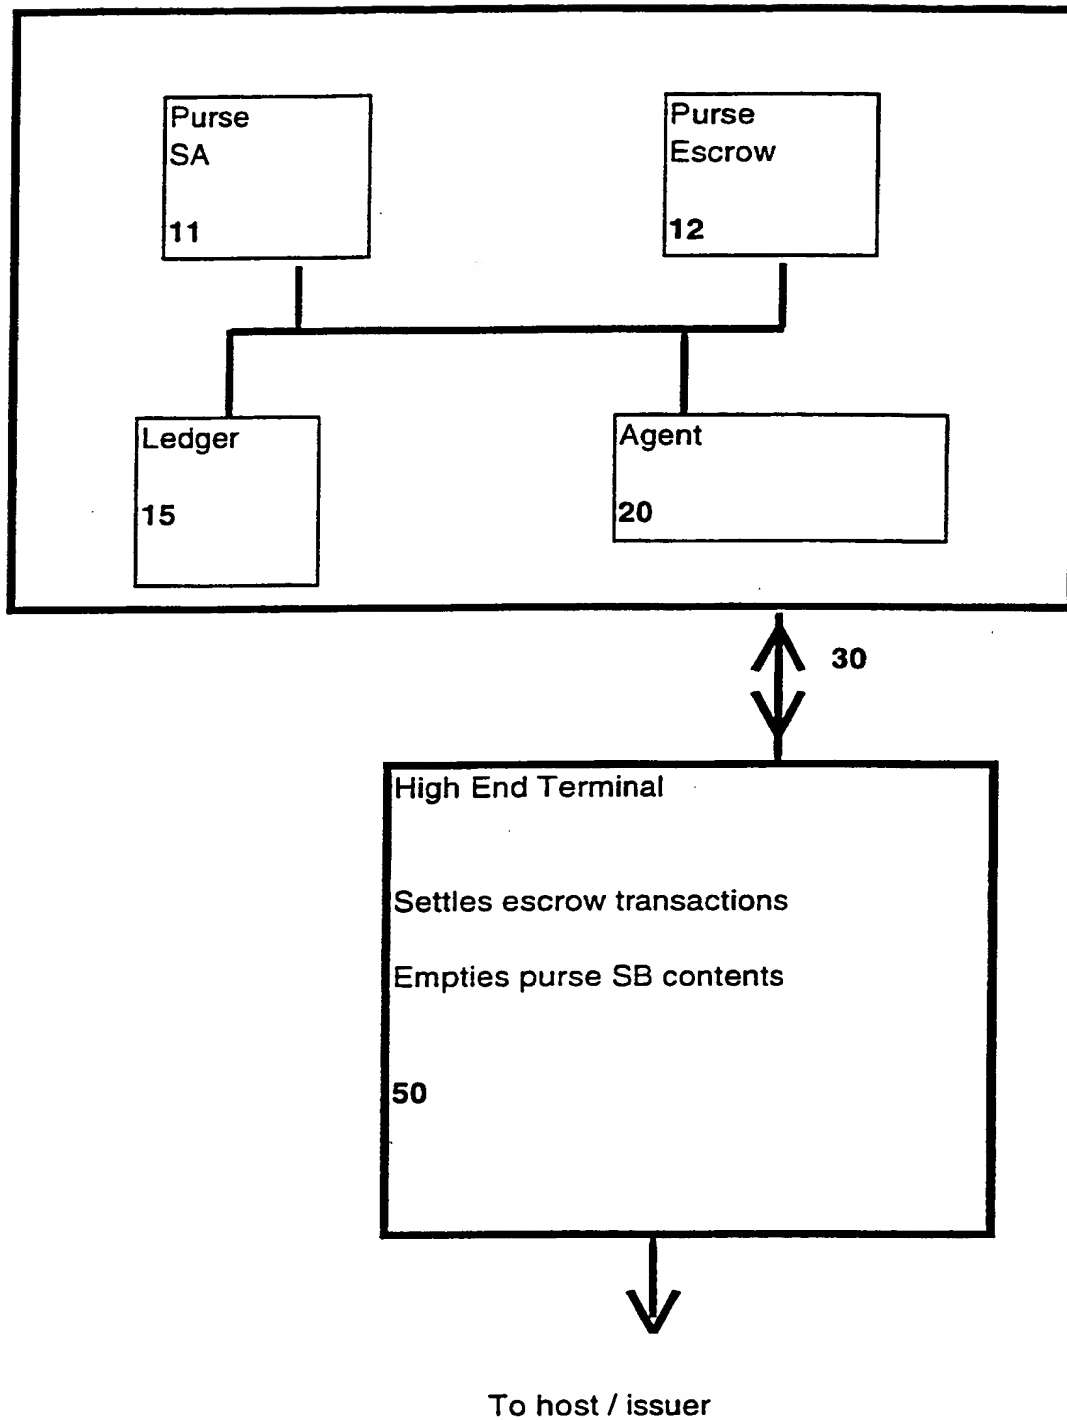 Purse
SA
11
Purse
Escrow
12
Ledger
15
Agent
20
30
High End Terminal
Settles escrow transactions
Empties purse SB contents
50
To host / issuer